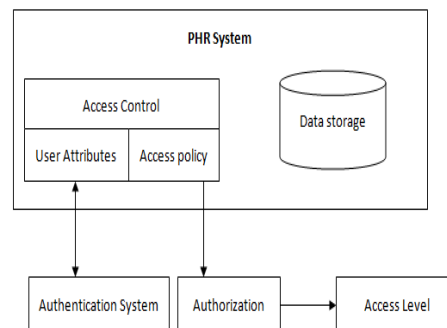 PHR System
Access Control
Data storage
User Attributes
Access policy
Authentication System
Authorization
Access Level